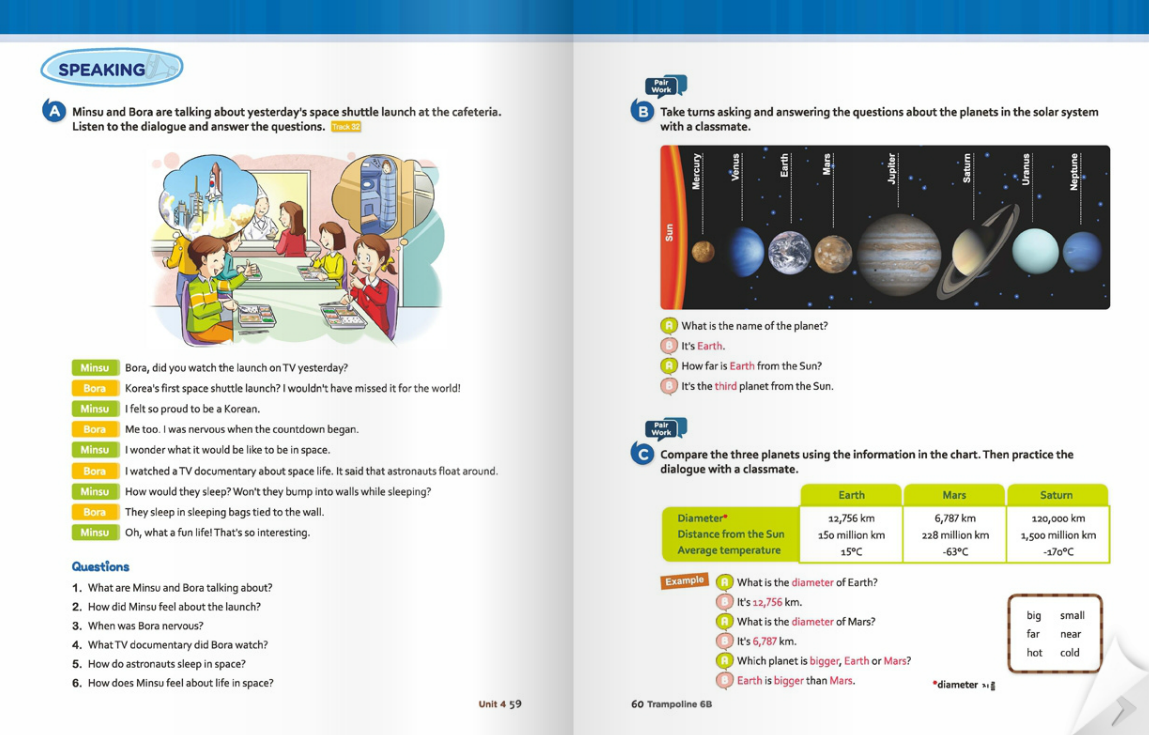 SPEAKING
A Minsu and Bora are talking about yesterday's space shuttle launch at the cafeteria.
Listen to the dialogue and answer the questions. Track 32
Minsu Bora, did you watch the launch on TV yesterday?
Bora Korea's first space shuttle launch? I wouldn't have missed it for the world!
Minsu I felt so proud to be a Korean.
Bora Me too. I was nervous when the countdown began.
Minsu I wonder what it would be like to be in space.
Bora I watched a TV documentary about space life. It said that astronauts float around.
Minsu How would they sleep? Won't they bump into walls while sleeping?
Bora They sleep in sleeping bags tied to the wall.
Minsu Oh, what a fun life! That's so interesting.
Questions
1. What are Minsu and Bora talking about?
2. How did Minsu feel about the launch?
3. When was Bora nervous?
4. What TV documentary did Bora watch?
5. How do astronauts sleep in space?
6. How does Minsu feel about life in space?
Unit 4 59
Pair
Work
B Take turns asking and answering the questions about the planets in the solar system
with a classmate.
Sun
Mercury
Venus
Earth
Mars
Jupiter
Saturn
Uranus
Neptune
A What is the name of the planet?
B It's Earth.
A How far is Earth from the Sun?
B It's the third planet from the Sun.
Pair
Work
C Compare the three planets using the information in the chart. Then practice the
dialogue with a classmate.
Earth Mars Saturn
Diameter* 12,756 km 6,787 km 120,000 km
Distance from the Sun 150 million km 228 million km 1,500 million km
Average temperature 15°C -63°C -170°C
Example A What is the diameter of Earth?
B It's 12,756 km.
A What is the diameter of Mars?
B It's 6,787 km.
A Which planet is bigger, Earth or Mars?
B Earth is bigger than Mars.
big small
far near
hot cold
*diameter 지름
60 Trampoline 6B